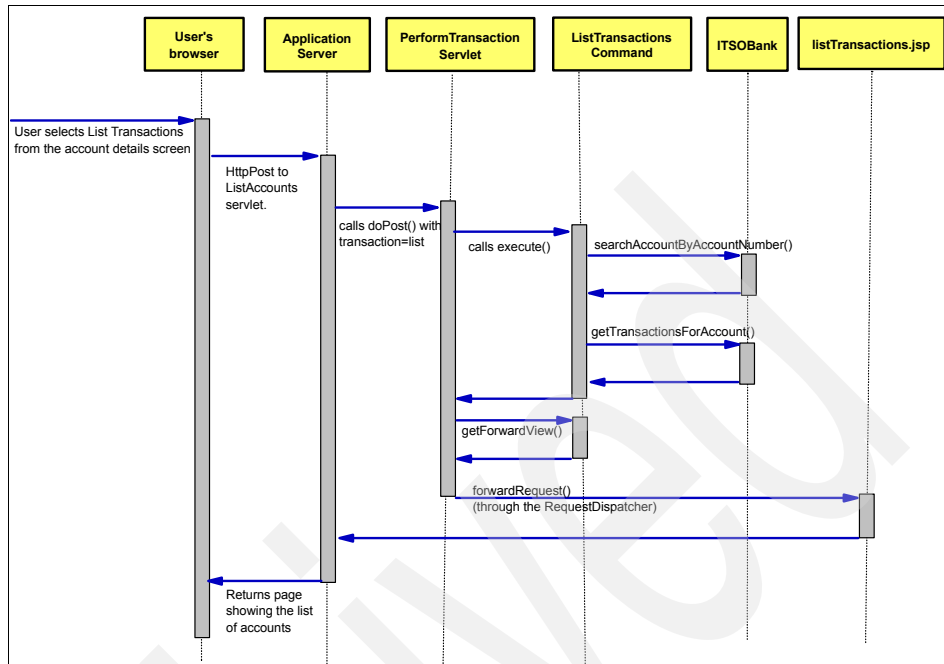 User's
browser
Application
Server
PerformTransaction
Servlet
ListTransactions
Command
ITSOBank
listTransactions.jsp
User selects List Transactions
from the account details screen
HttpPost to
ListAccounts
servlet.
calls doPost() with
transaction=list
calls execute()
searchAccountByAccountNumber()
getTransactionsForAccount()
getForwardView()
forwardRequest()
(through the RequestDispatcher)
Returns page
showing the list
of accounts